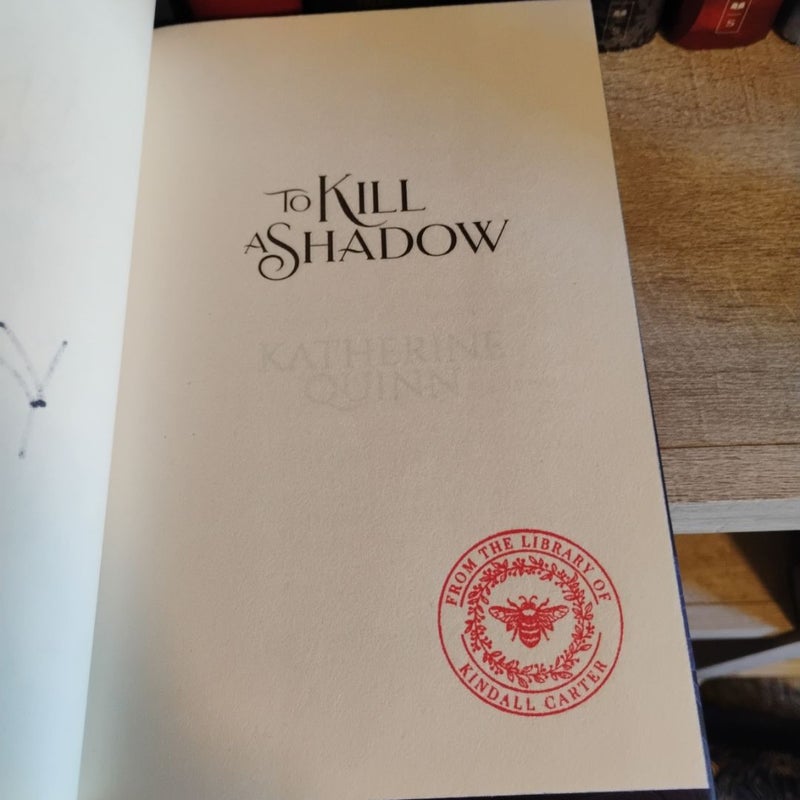 To Kill
A Shadow
KATHERINE
QUINN
FROM THE LIBRARY OF
KINDALL CARTER